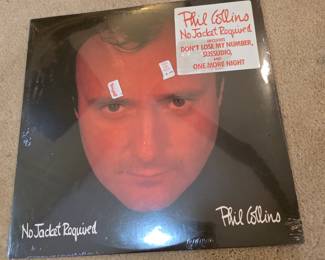 Phil Collins
No Jacket Required
INCLUDES
DON'T LOSE MY NUMBER,
SUSSUDIO,
AND
ONE MORE NIGHT
No Jacket Required
Phil Collins